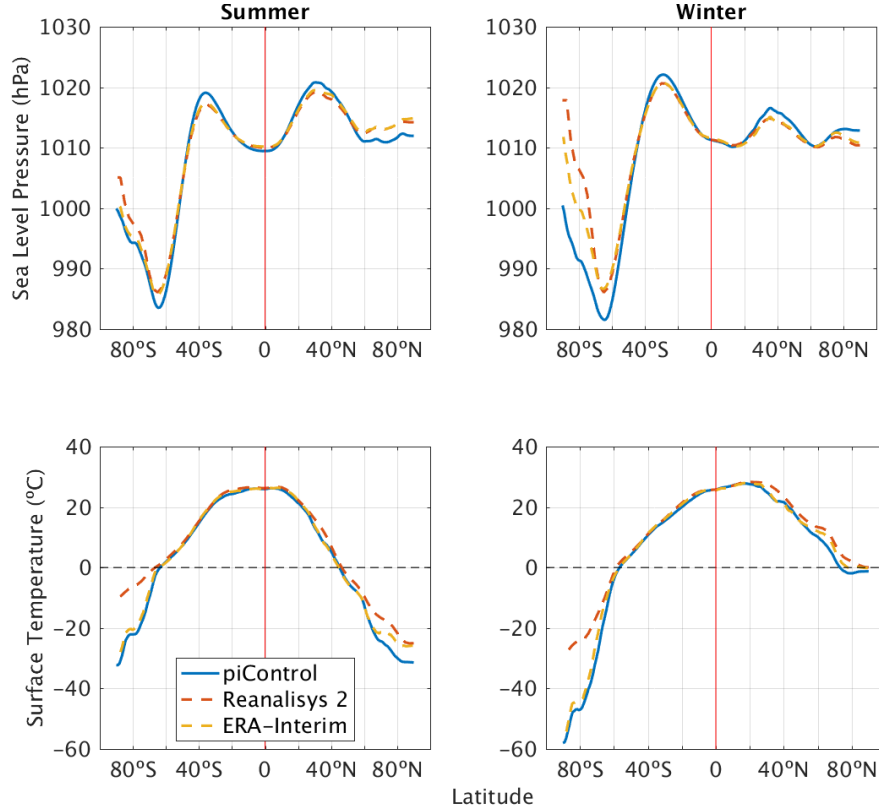 Summer
Winter
Sea Level Pressure (hPa)
1030
1020
1010
1000
990
980
80ºS 40ºS 0 40ºN 80ºN
1030
1020
1010
1000
990
980
80ºS 40ºS 0 40ºN 80ºN
Surface Temperature (ºC)
40
20
0
-20
-40
-60
80ºS 40ºS 0 40ºN 80ºN
piControl
Reanalisys 2
ERA-Interim
40
20
0
-20
-40
-60
80ºS 40ºS 0 40ºN 80ºN
Latitude